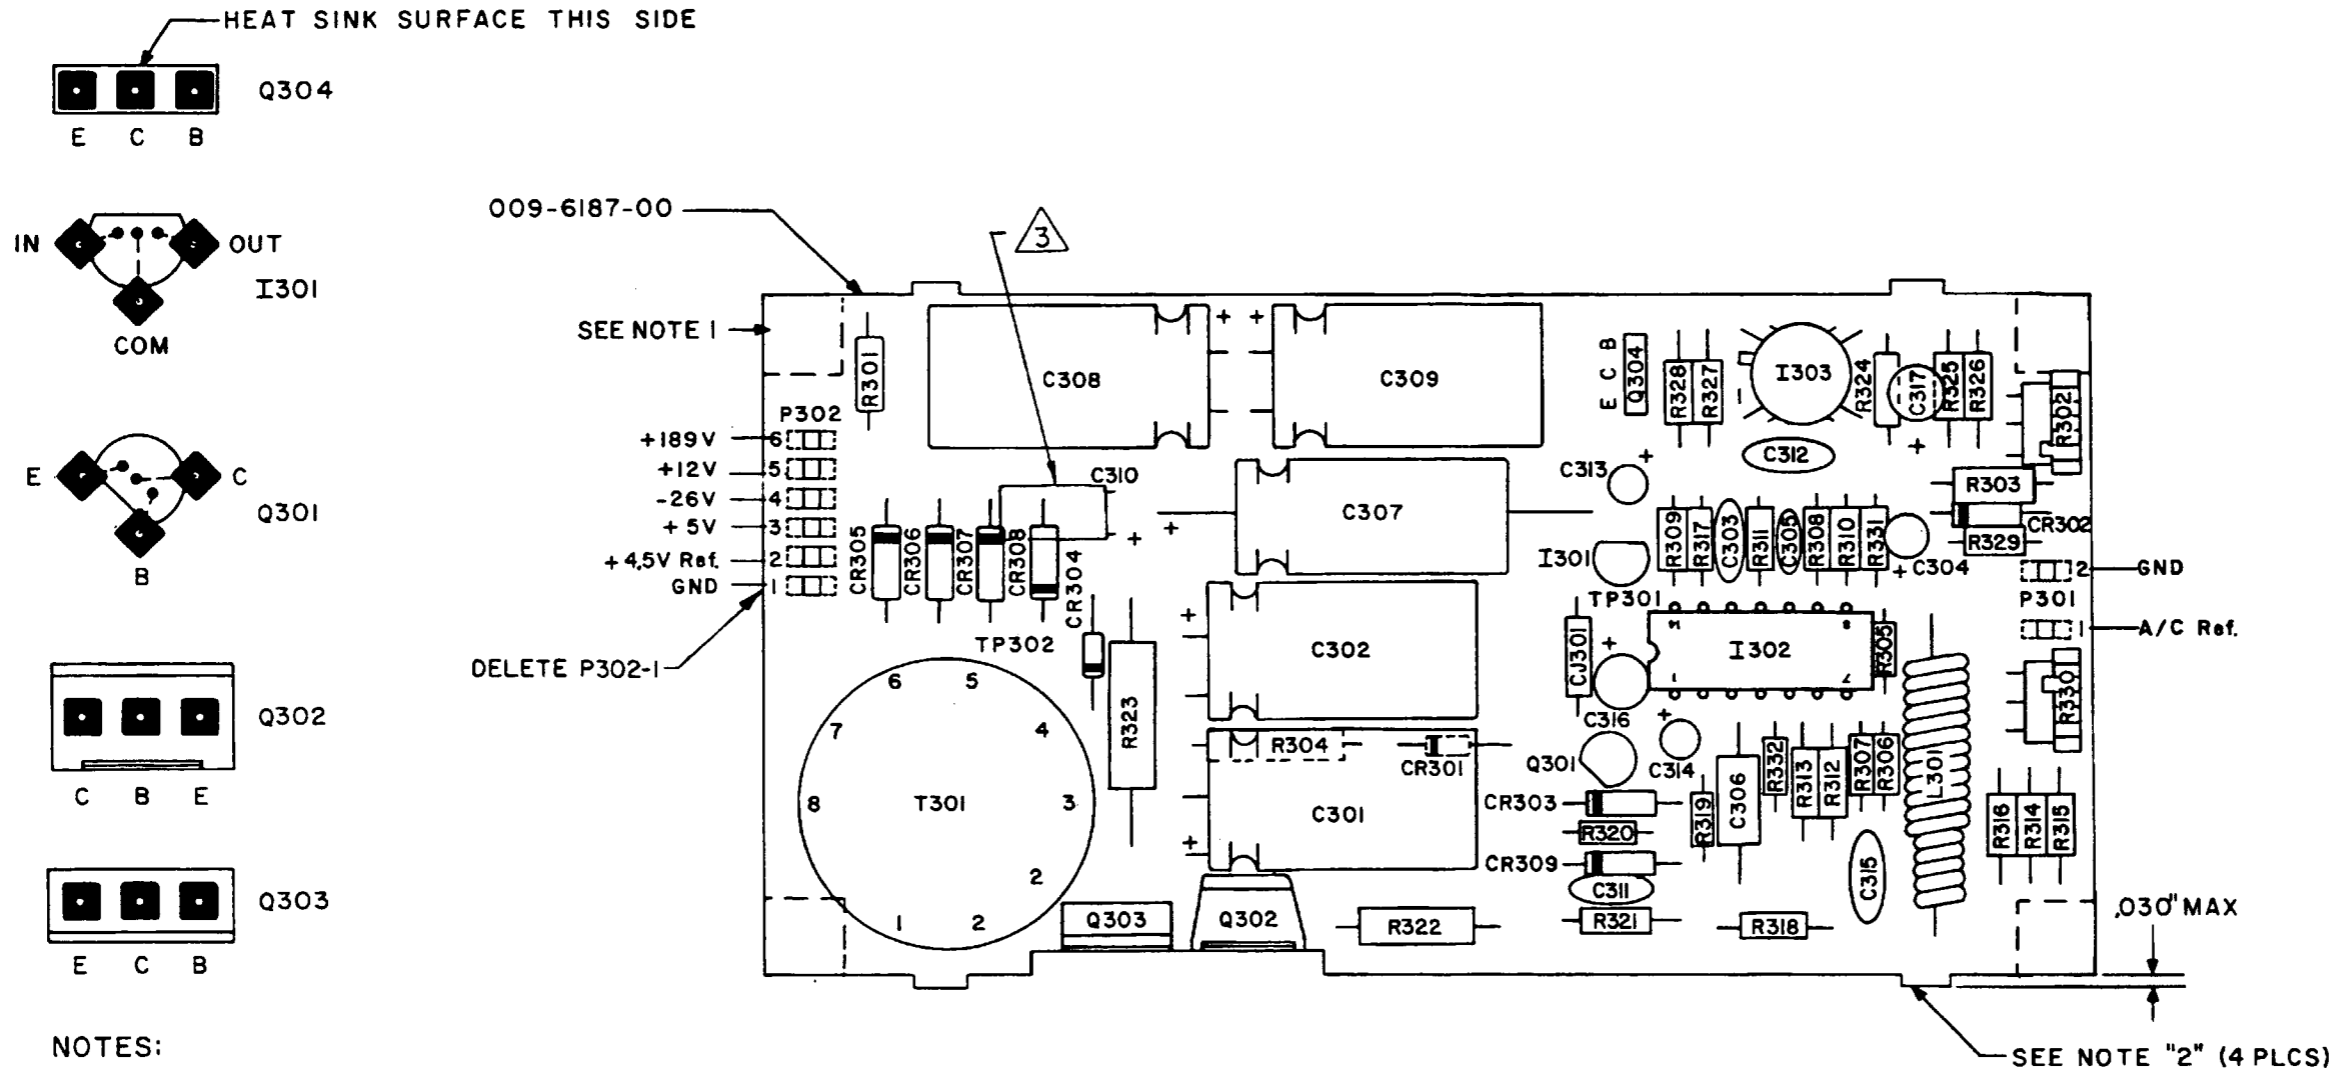 HEAT SINK SURFACE THIS SIDE
Q304
E C B
IN
OUT
I301
COM
E
C
Q301
B
Q302
C B E
Q303
E C B
NOTES:
009-6187-00
3
SEE NOTE 1
P302
+189V 6
+12V 5
-26V 4
+5V 3
+4.5V Ref. 2
GND 1
DELETE P302-1
R301
C308
+ +
C309
E C B
Q304
R328
R327
I303
R324
C317
+
R325
R326
R302
C312
C313
+
R303
CR302
R329
C310
+
CR305
CR306
CR307
CR308
CR304
+
C307
I301
TP301
R309
R317
C303
R311
C305
R308
R310
R331
+
C304
2 GND
P301
1 A/C Ref.
TP302
R323
+
C302
CJ301
+
C316
14
8
I302
1
7
R305
R301
T301
1
2
2
3
4
5
6
7
8
R304
CR301
C301
+
Q301
+
C314
CR303
R320
CR309
C311
R321
R319
C306
R332
R313
R312
R307
R306
L301
C315
R316
R314
R315
Q303
Q302
R322
R318
.030" MAX
SEE NOTE "2" (4 PLCS)